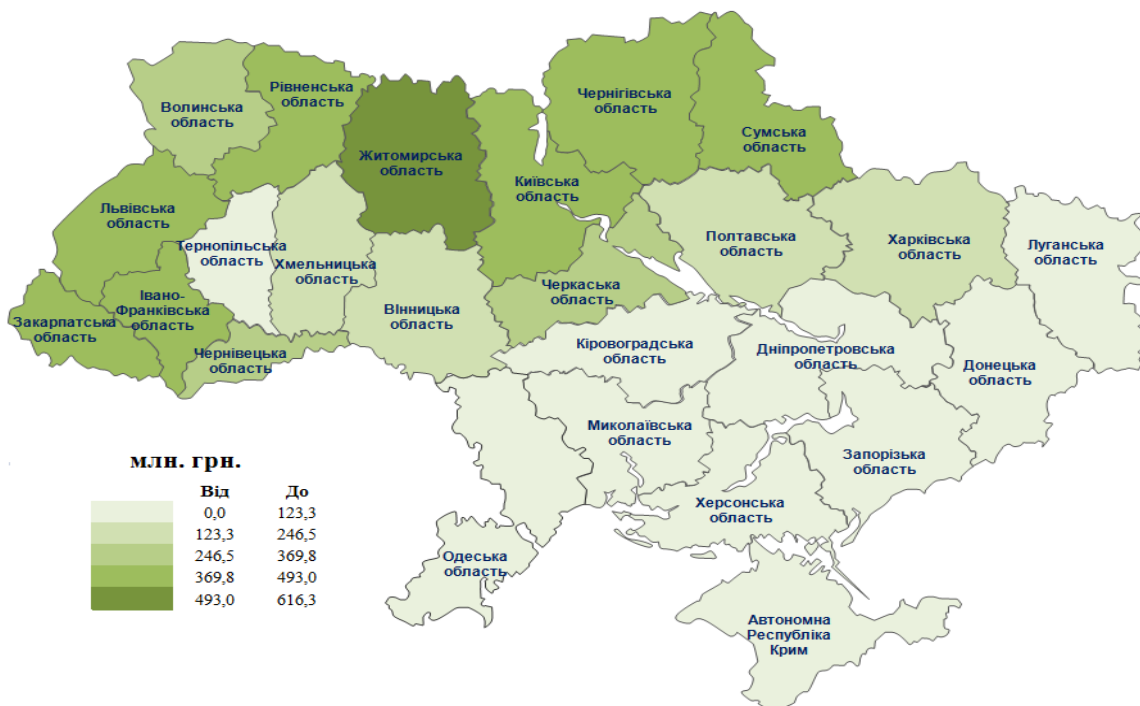 Рівненська
область
Волинська
область
Чернігівська
область
Сумська
область
Житомирська
область
Київська
область
Львівська
область
Тернопільська
область
Хмельницька
область
Полтавська
область
Харківська
область
Луганська
область
Івано-
Франківська
область
Закарпатська
область
Чернівецька
область
ВІнницька
область
Черкаська
область
Кіровоградська
область
Дніпропетровська
область
Донецька
область
Миколаївська
область
Запорізька
область
Херсонська
область
Одеська
область
Автономна
Республіка
Крим
млн. грн.
Від До
0,0 123,3
123,3 246,5
246,5 369,8
369,8 493,0
493,0 616,3